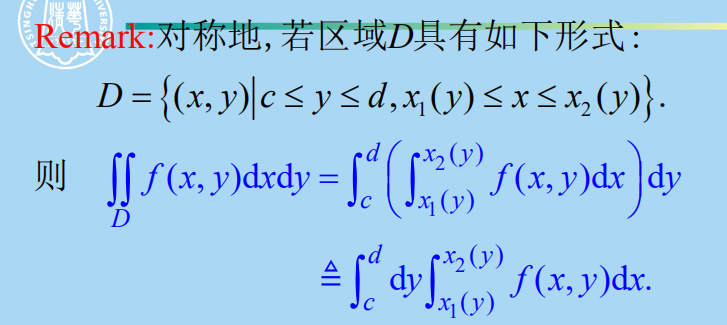 Remark:对称地,若区域D具有如下形式:
D = {(x, y)|c ≤ y ≤ d, x₁(y) ≤ x ≤ x₂(y)}.
则 ∬_D f(x, y)dxdy = ∫_c^d (∫_{x₁(y)}^{x₂(y)} f(x, y)dx) dy
≜ ∫_c^d dy ∫_{x₁(y)}^{x₂(y)} f(x, y)dx.